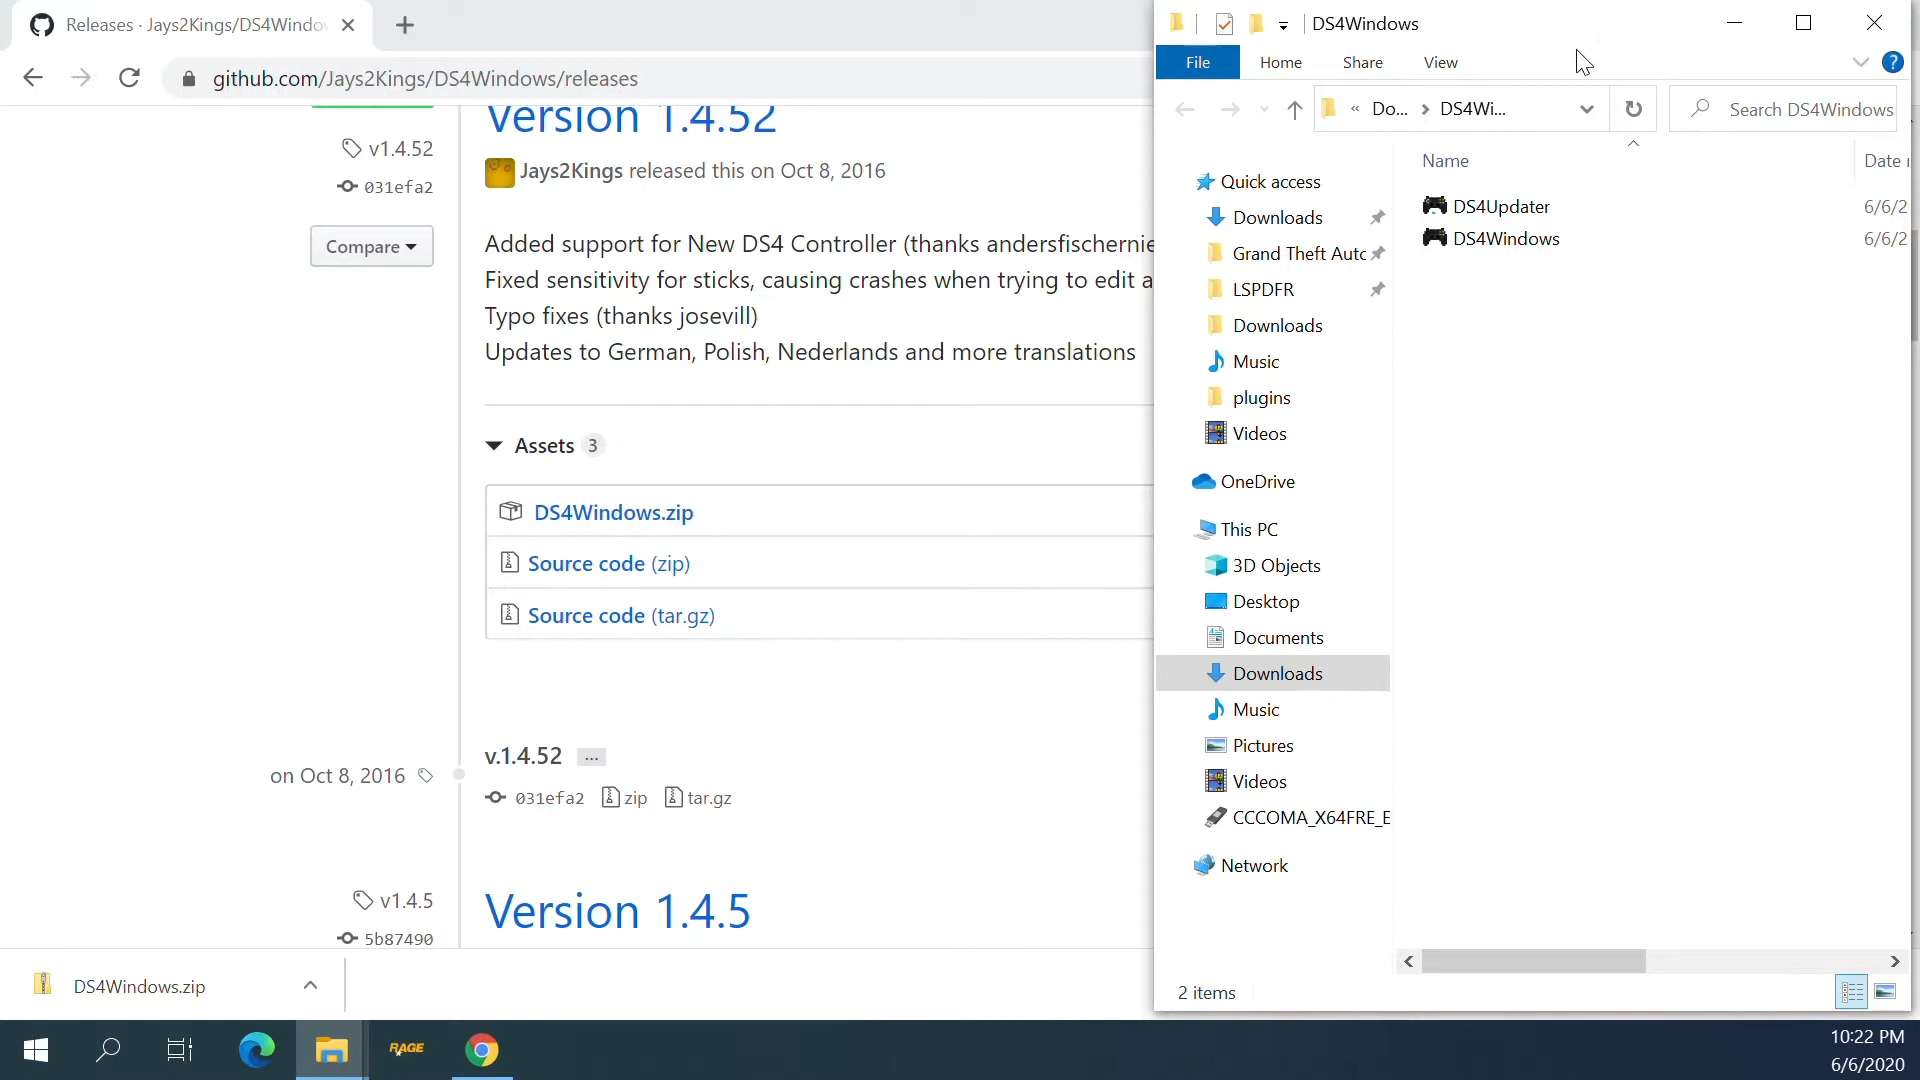 Releases · Jays2Kings/DS4Windo
github.com/Jays2Kings/DS4Windows/releases
v1.4.52
031efa2
Compare
Version 1.4.52
Jays2Kings released this on Oct 8, 2016
Added support for New DS4 Controller (thanks andersfischernie
Fixed sensitivity for sticks, causing crashes when trying to edit a
Typo fixes (thanks josevill)
Updates to German, Polish, Nederlands and more translations
Assets 3
DS4Windows.zip
Source code (zip)
Source code (tar.gz)
on Oct 8, 2016
v.1.4.52 ...
031efa2 zip tar.gz
v1.4.5
5b87490
Version 1.4.5
DS4Windows.zip
DS4Windows
File Home Share View
« Do... › DS4Wi...
Search DS4Windows
Name Date
DS4Updater 6/6/2
DS4Windows 6/6/2
Quick access
Downloads
Grand Theft Autc
LSPDFR
Downloads
Music
plugins
Videos
OneDrive
This PC
3D Objects
Desktop
Documents
Downloads
Music
Pictures
Videos
CCCOMA_X64FRE_E
Network
2 items
RAGE
10:22 PM
6/6/2020